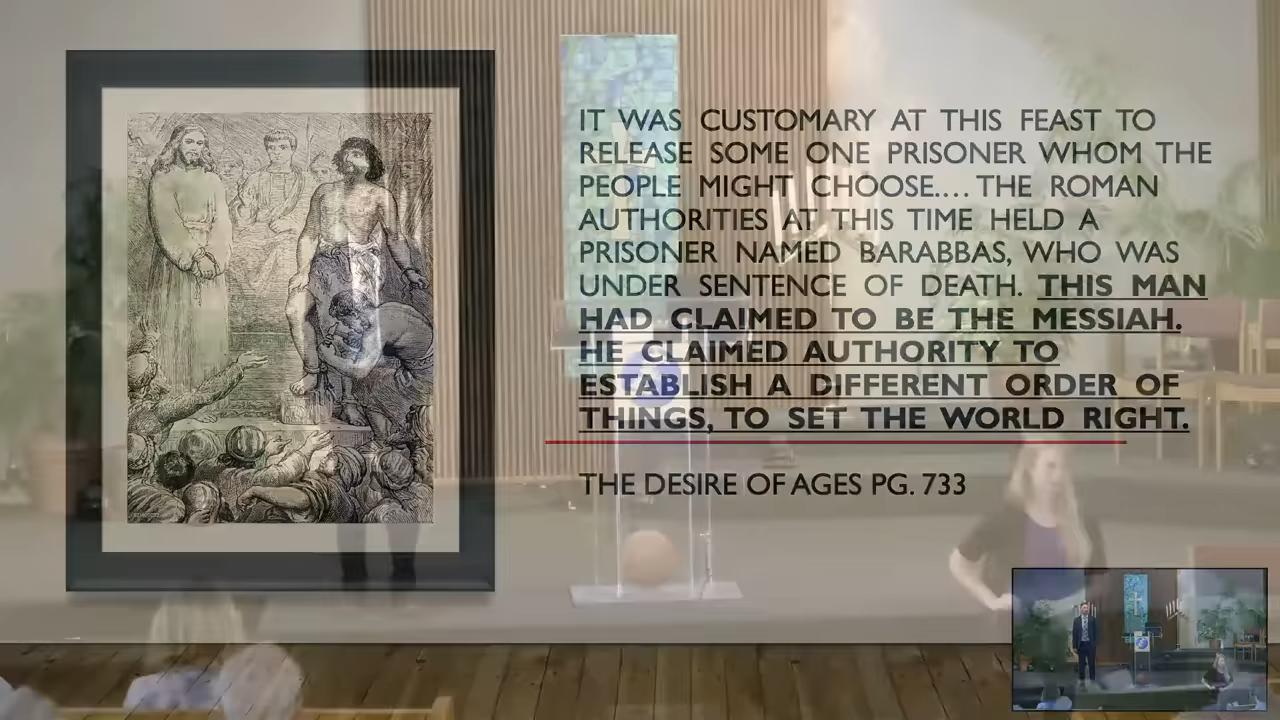 IT WAS CUSTOMARY AT THIS FEAST TO
RELEASE SOME ONE PRISONER WHOM THE
PEOPLE MIGHT CHOOSE.... THE ROMAN
AUTHORITIES AT THIS TIME HELD A
PRISONER NAMED BARABBAS, WHO WAS
UNDER SENTENCE OF DEATH. THIS MAN
HAD CLAIMED TO BE THE MESSIAH.
HE CLAIMED AUTHORITY TO
ESTABLISH A DIFFERENT ORDER OF
THINGS, TO SET THE WORLD RIGHT.
THE DESIRE OF AGES PG. 733